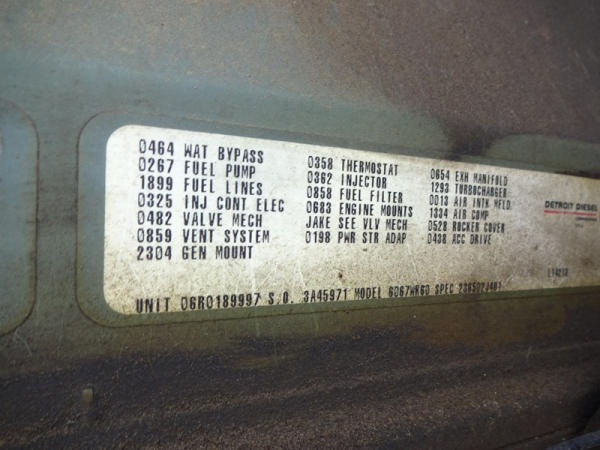 0464 WAT BYPASS
0267 FUEL PUMP
1899 FUEL LINES
0325 INJ CONT ELEC
0482 VALVE MECH
0859 VENT SYSTEM
2304 GEN MOUNT
0358 THERMOSTAT
0362 INJECTOR
0858 FUEL FILTER
0683 ENGINE MOUNTS
JAKE SEE VLV MECH
0198 PWR STR ADAP
0654 EXH MANIFOLD
1293 TURBOCHARGER
0013 AIR INTK MFLD
1334 AIR COMP
0528 ROCKER COVER
0438 ACC DRIVE
DETROIT DIESEL
UNIT 06R0189997 S.O. 3A45971 MODEL 6067WK60 SPEC